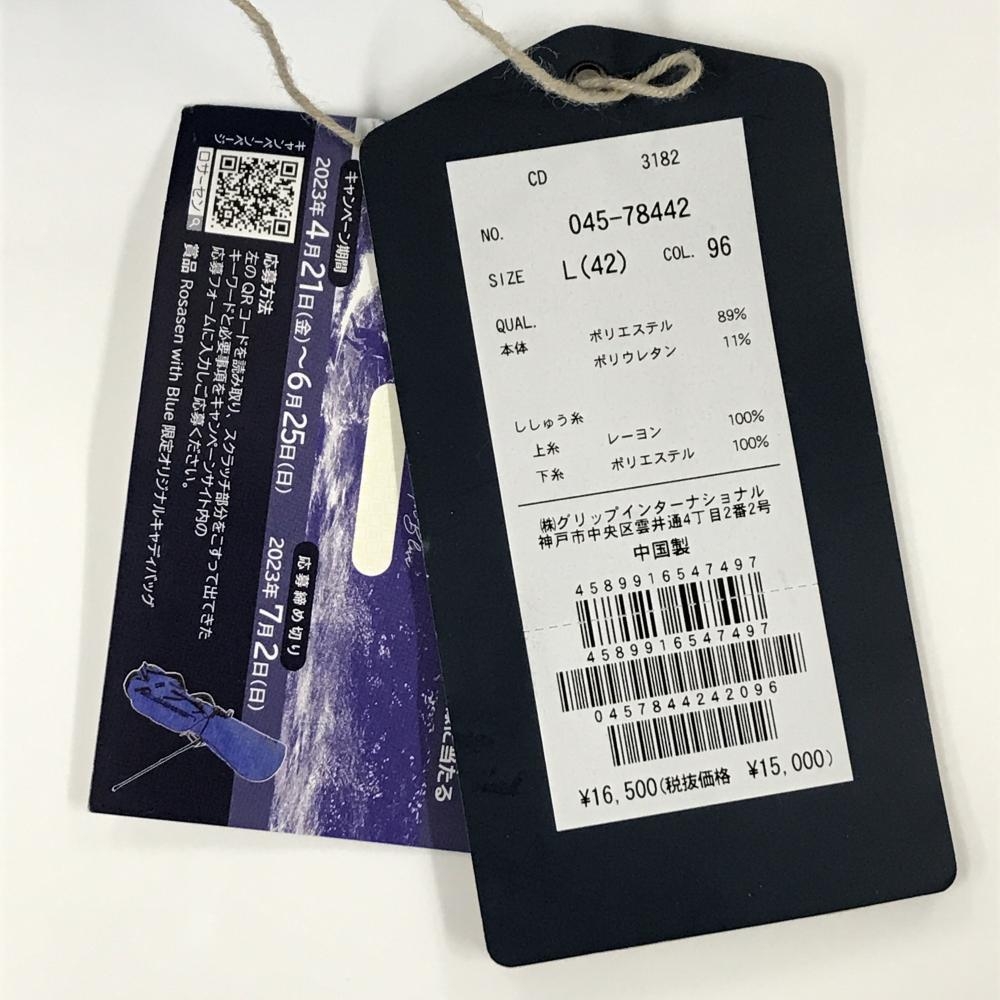 CD 3182
NO. 045-78442
SIZE L(42) COL. 96
QUAL.
本体 ポリエステル 89%
ポリウレタン 11%
ししゅう糸
上糸 レーヨン 100%
下糸 ポリエステル 100%
㈱グリップインターナショナル
神戸市中央区雲井通4丁目2番2号
中国製
4589916547497
4589916547497
0457844242096
¥16,500(税抜価格 ¥15,000)
キャンペーン期間
2023年4月21日(金)～6月25日(日)
応募締め切り
2023年7月2日(日)
キャンペーンページ
ロサーセン
応募方法
左のQRコードを読み取り、スクラッチ部分をこすって出てきた
キーワードと必要事項をキャンペーンサイト内の
応募フォームに入力しご応募ください。
賞品 Rosasen with Blue 限定オリジナルキャディバッグ
に当たる